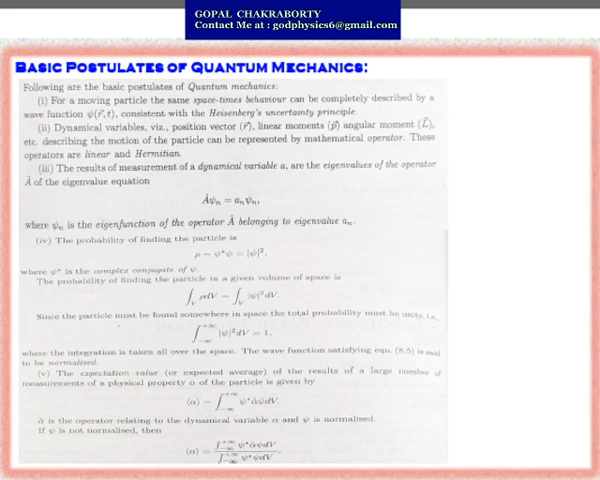 GOPAL CHAKRABORTY
Contact Me at : godphysics6@gmail.com
BASIC POSTULATES OF QUANTUM MECHANICS:
Following are the basic postulates of Quantum mechanics:
(i) For a moving particle the same space-times behaviour can be completely described by a
wave function ψ(r⃗, t), consistent with the Heisenberg's uncertainty principle.
(ii) Dynamical variables, viz., position vector (r⃗), linear moments (p⃗) angular moment (L⃗),
etc. describing the motion of the particle can be represented by mathematical operator. These
operators are linear and Hermitian.
(iii) The results of measurement of a dynamical variable a, are the eigenvalues of the operator
Â of the eigenvalue equation
Âψₙ = aₙψₙ,
where ψₙ is the eigenfunction of the operator Â belonging to eigenvalue aₙ.
(iv) The probability of finding the particle is
ρ = ψ*ψ = |ψ|².
where ψ* is the complex conjugate of ψ.
The probability of finding the particle in a given volume of space is
∫_V ρdV = ∫_V |ψ|²dV.
Since the particle must be found somewhere in space the total probability must be unity, i.e.,
∫_{-∞}^{+∞} |ψ|²dV = 1,
where the integration is taken all over the space. The wave function satisfying equ. (8.5) is said
to be normalised.
(v) The expectation value (or expected average) of the results of a large number of
measurements of a physical property α of the particle is given by
⟨α⟩ = ∫_{-∞}^{+∞} ψ*α̂ψdV.
α̂ is the operator relating to the dynamical variable α and ψ is normalised.
If ψ is not normalised, then
⟨α⟩ = ∫_{-∞}^{+∞} ψ*α̂ψdV / ∫_{-∞}^{+∞} ψ*ψdV.